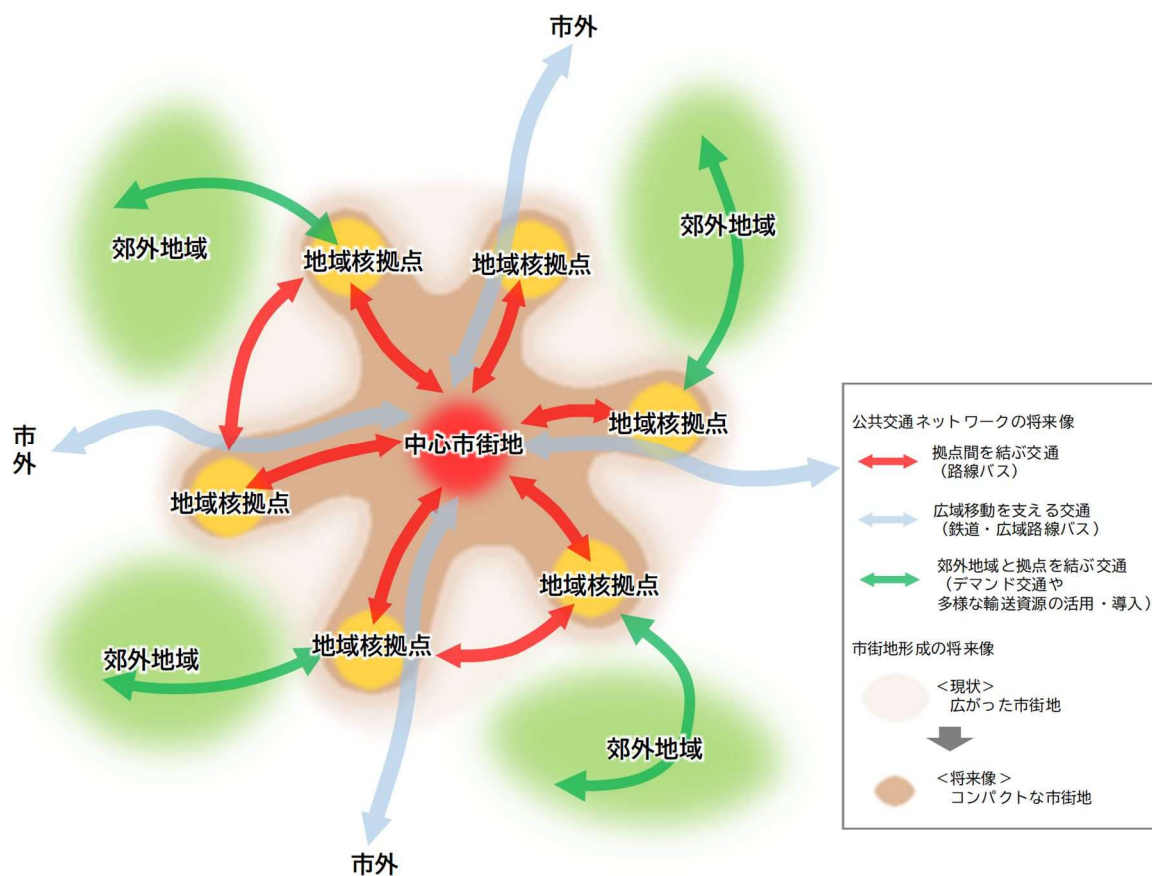 市外
郊外地域
郊外地域
地域核拠点
地域核拠点
地域核拠点
中心市街地
市外
地域核拠点
地域核拠点
地域核拠点
郊外地域
郊外地域
市外
公共交通ネットワークの将来像
拠点間を結ぶ交通
（路線バス）
広域移動を支える交通
（鉄道・広域路線バス）
郊外地域と拠点を結ぶ交通
（デマンド交通や
多様な輸送資源の活用・導入）
市街地形成の将来像
＜現状＞
広がった市街地
＜将来像＞
コンパクトな市街地